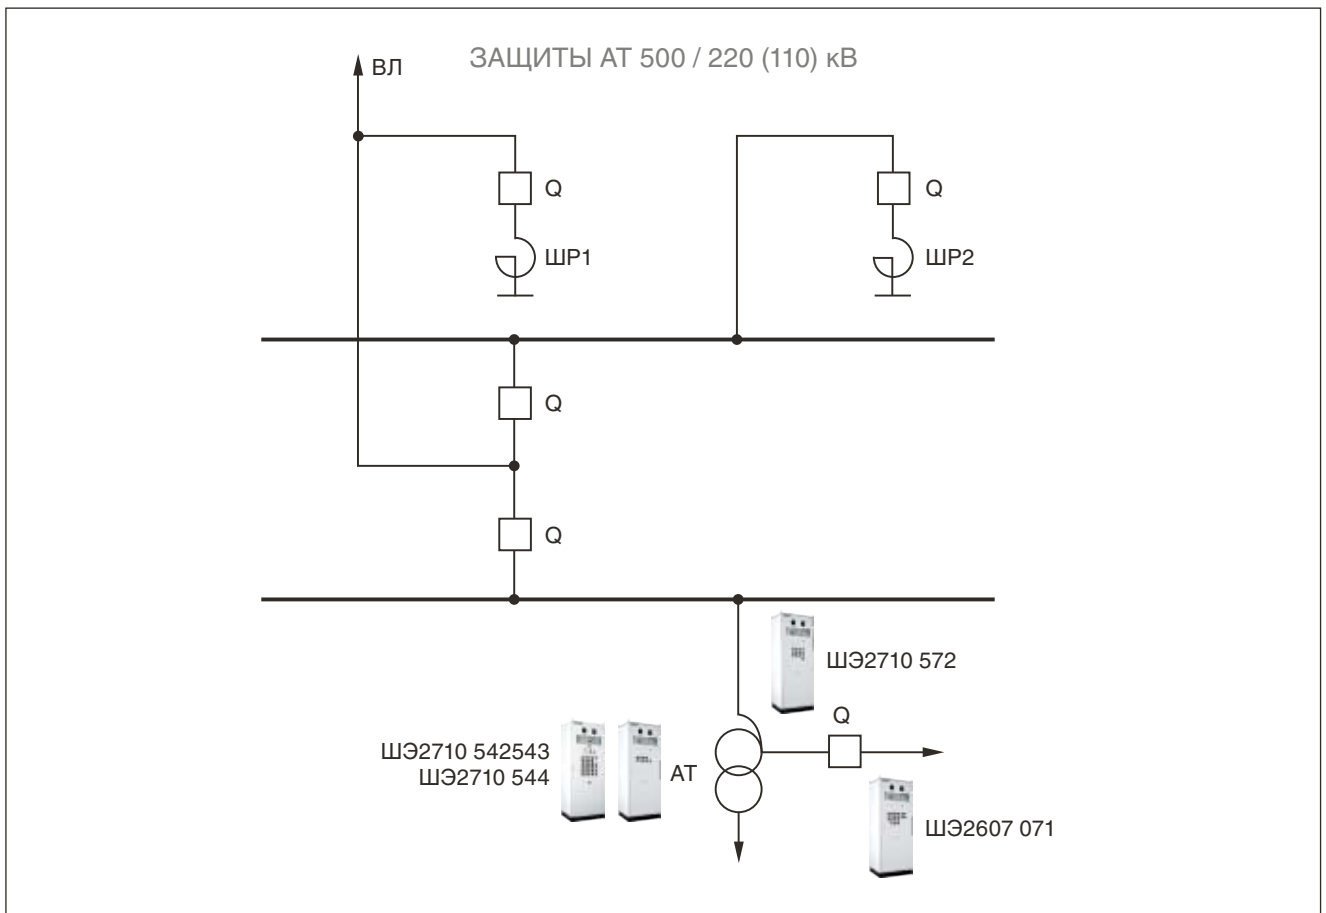 ЗАЩИТЫ АТ 500 / 220 (110) кВ
ВЛ
Q
Q
ШР1
ШР2
Q
Q
ШЭ2710 572
Q
ШЭ2710 542543
ШЭ2710 544
АТ
ШЭ2607 071